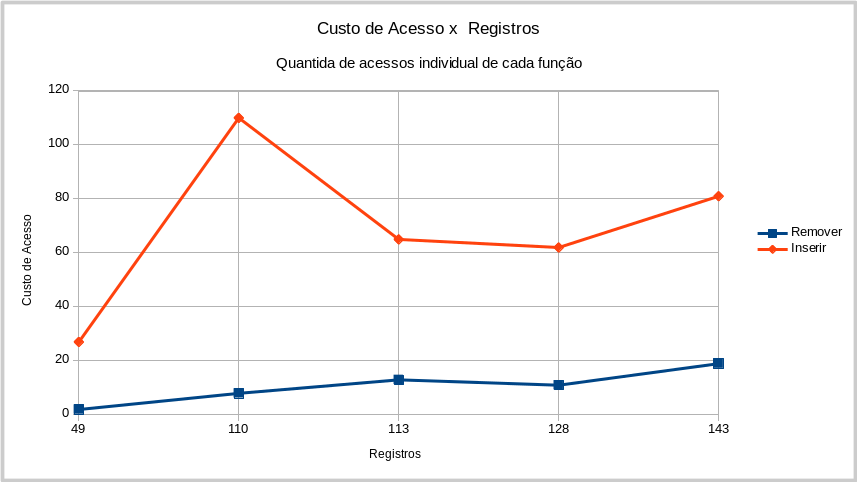 Custo de Acesso x  Registros
Quantida de acessos individual de cada função
120
100
80
60
40
20
0
Custo de Acesso
49 110 113 128 143
Registros
Remover
Inserir